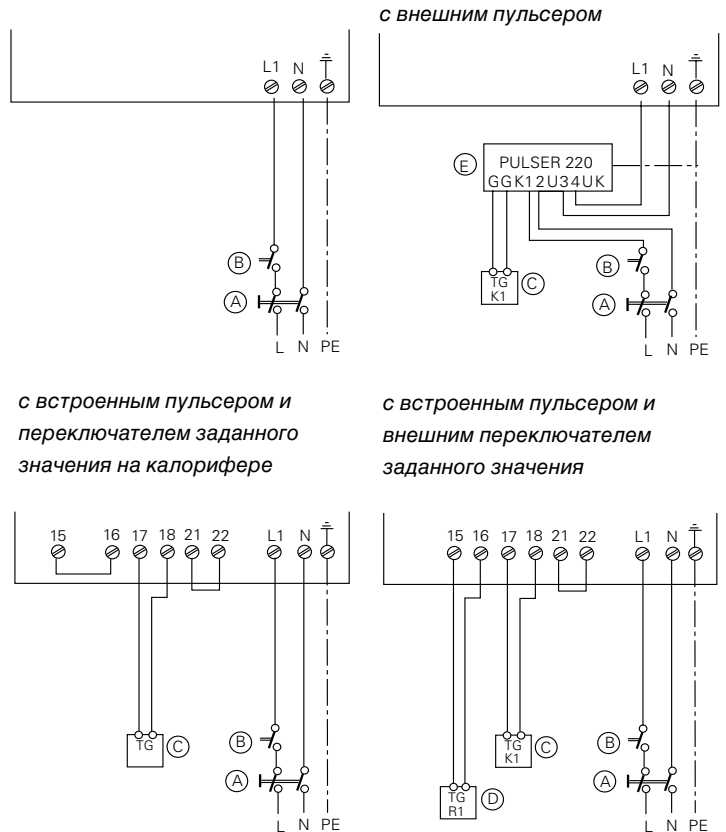 L1 N
B
A
L N PE
с внешним пульсером
L1 N
E
PULSER 220
GGK12U34UK
TG
K1
C
B
A
L N PE
с встроенным пульсером и
переключателем заданного
значения на калорифере
15 16 17 18 21 22 L1 N
TG
C
B
A
L N PE
с встроенным пульсером и
внешним переключателем
заданного значения
15 16 17 18 21 22 L1 N
TG
K1
C
TG
R1
D
B
A
L N PE